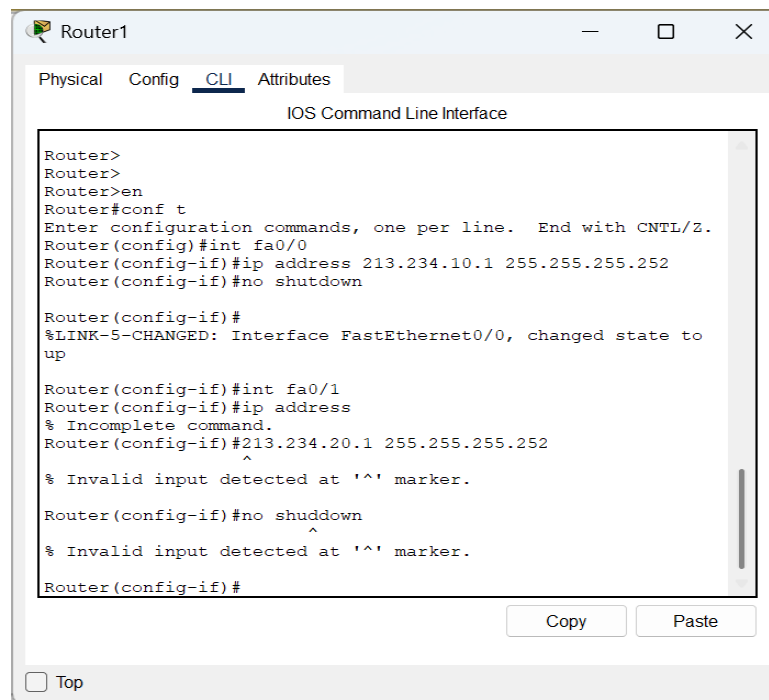 Router1
Physical Config CLI Attributes
IOS Command Line Interface
Router>
Router>
Router>en
Router#conf t
Enter configuration commands, one per line.  End with CNTL/Z.
Router(config)#int fa0/0
Router(config-if)#ip address 213.234.10.1 255.255.255.252
Router(config-if)#no shutdown
Router(config-if)#
%LINK-5-CHANGED: Interface FastEthernet0/0, changed state to
up
Router(config-if)#int fa0/1
Router(config-if)#ip address
% Incomplete command.
Router(config-if)#213.234.20.1 255.255.255.252
^
% Invalid input detected at '^' marker.
Router(config-if)#no shuddown
^
% Invalid input detected at '^' marker.
Router(config-if)#
Copy Paste
Top